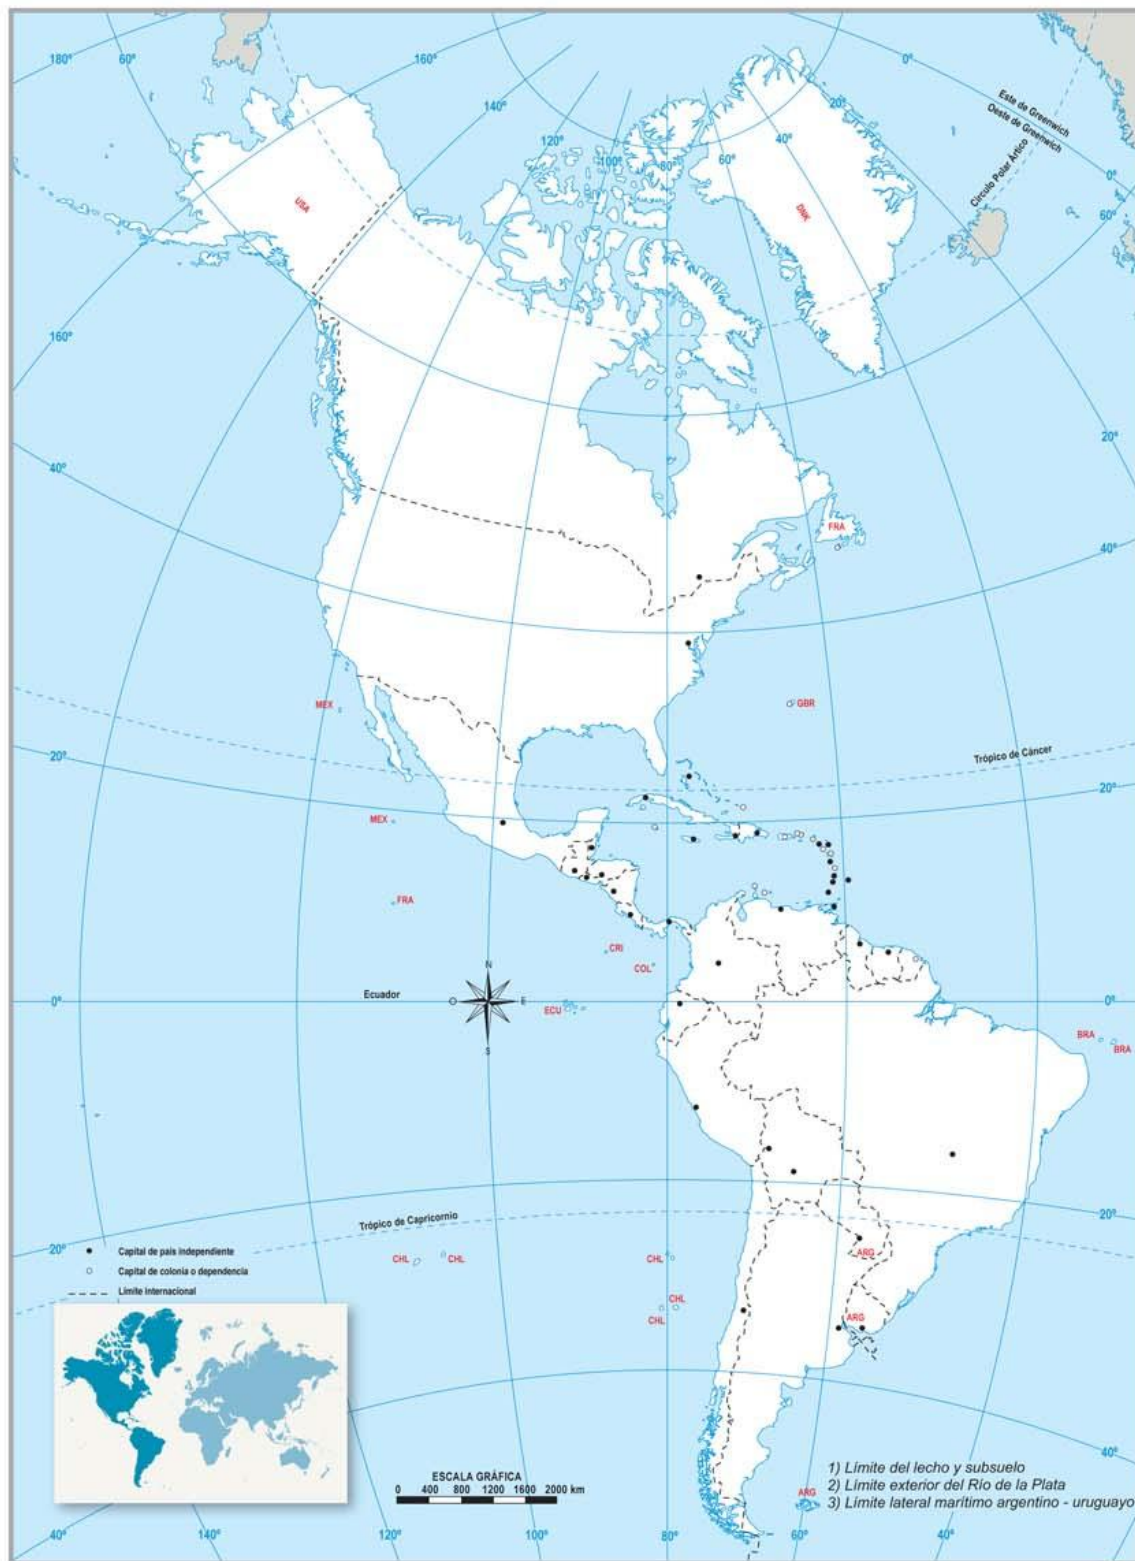 180°
60°
160°
140°
120°
100°
80°
60°
40°
20°
0°
Este de Greenwich
Oeste de Greenwich
Círculo Polar Ártico
0°
60°
USA
DNK
160°
20°
40°
FRA
40°
MEX
GBR
Trópico de Cáncer
20°
20°
MEX
FRA
CRI
COL
N
Ecuador
O
E
S
0°
ECU
0°
BRA
BRA
Trópico de Capricornio
20°
20°
CHL
CHL
CHL
ARG
CHL
CHL
ARG
Capital de país independiente
Capital de colonia o dependencia
Límite internacional
40°
ESCALA GRÁFICA
0 400 800 1200 1600 2000 km
ARG
1) Límite del lecho y subsuelo
2) Límite exterior del Río de la Plata
3) Límite lateral marítimo argentino - uruguayo
40°
140°
120°
100°
80°
60°
40°
20°